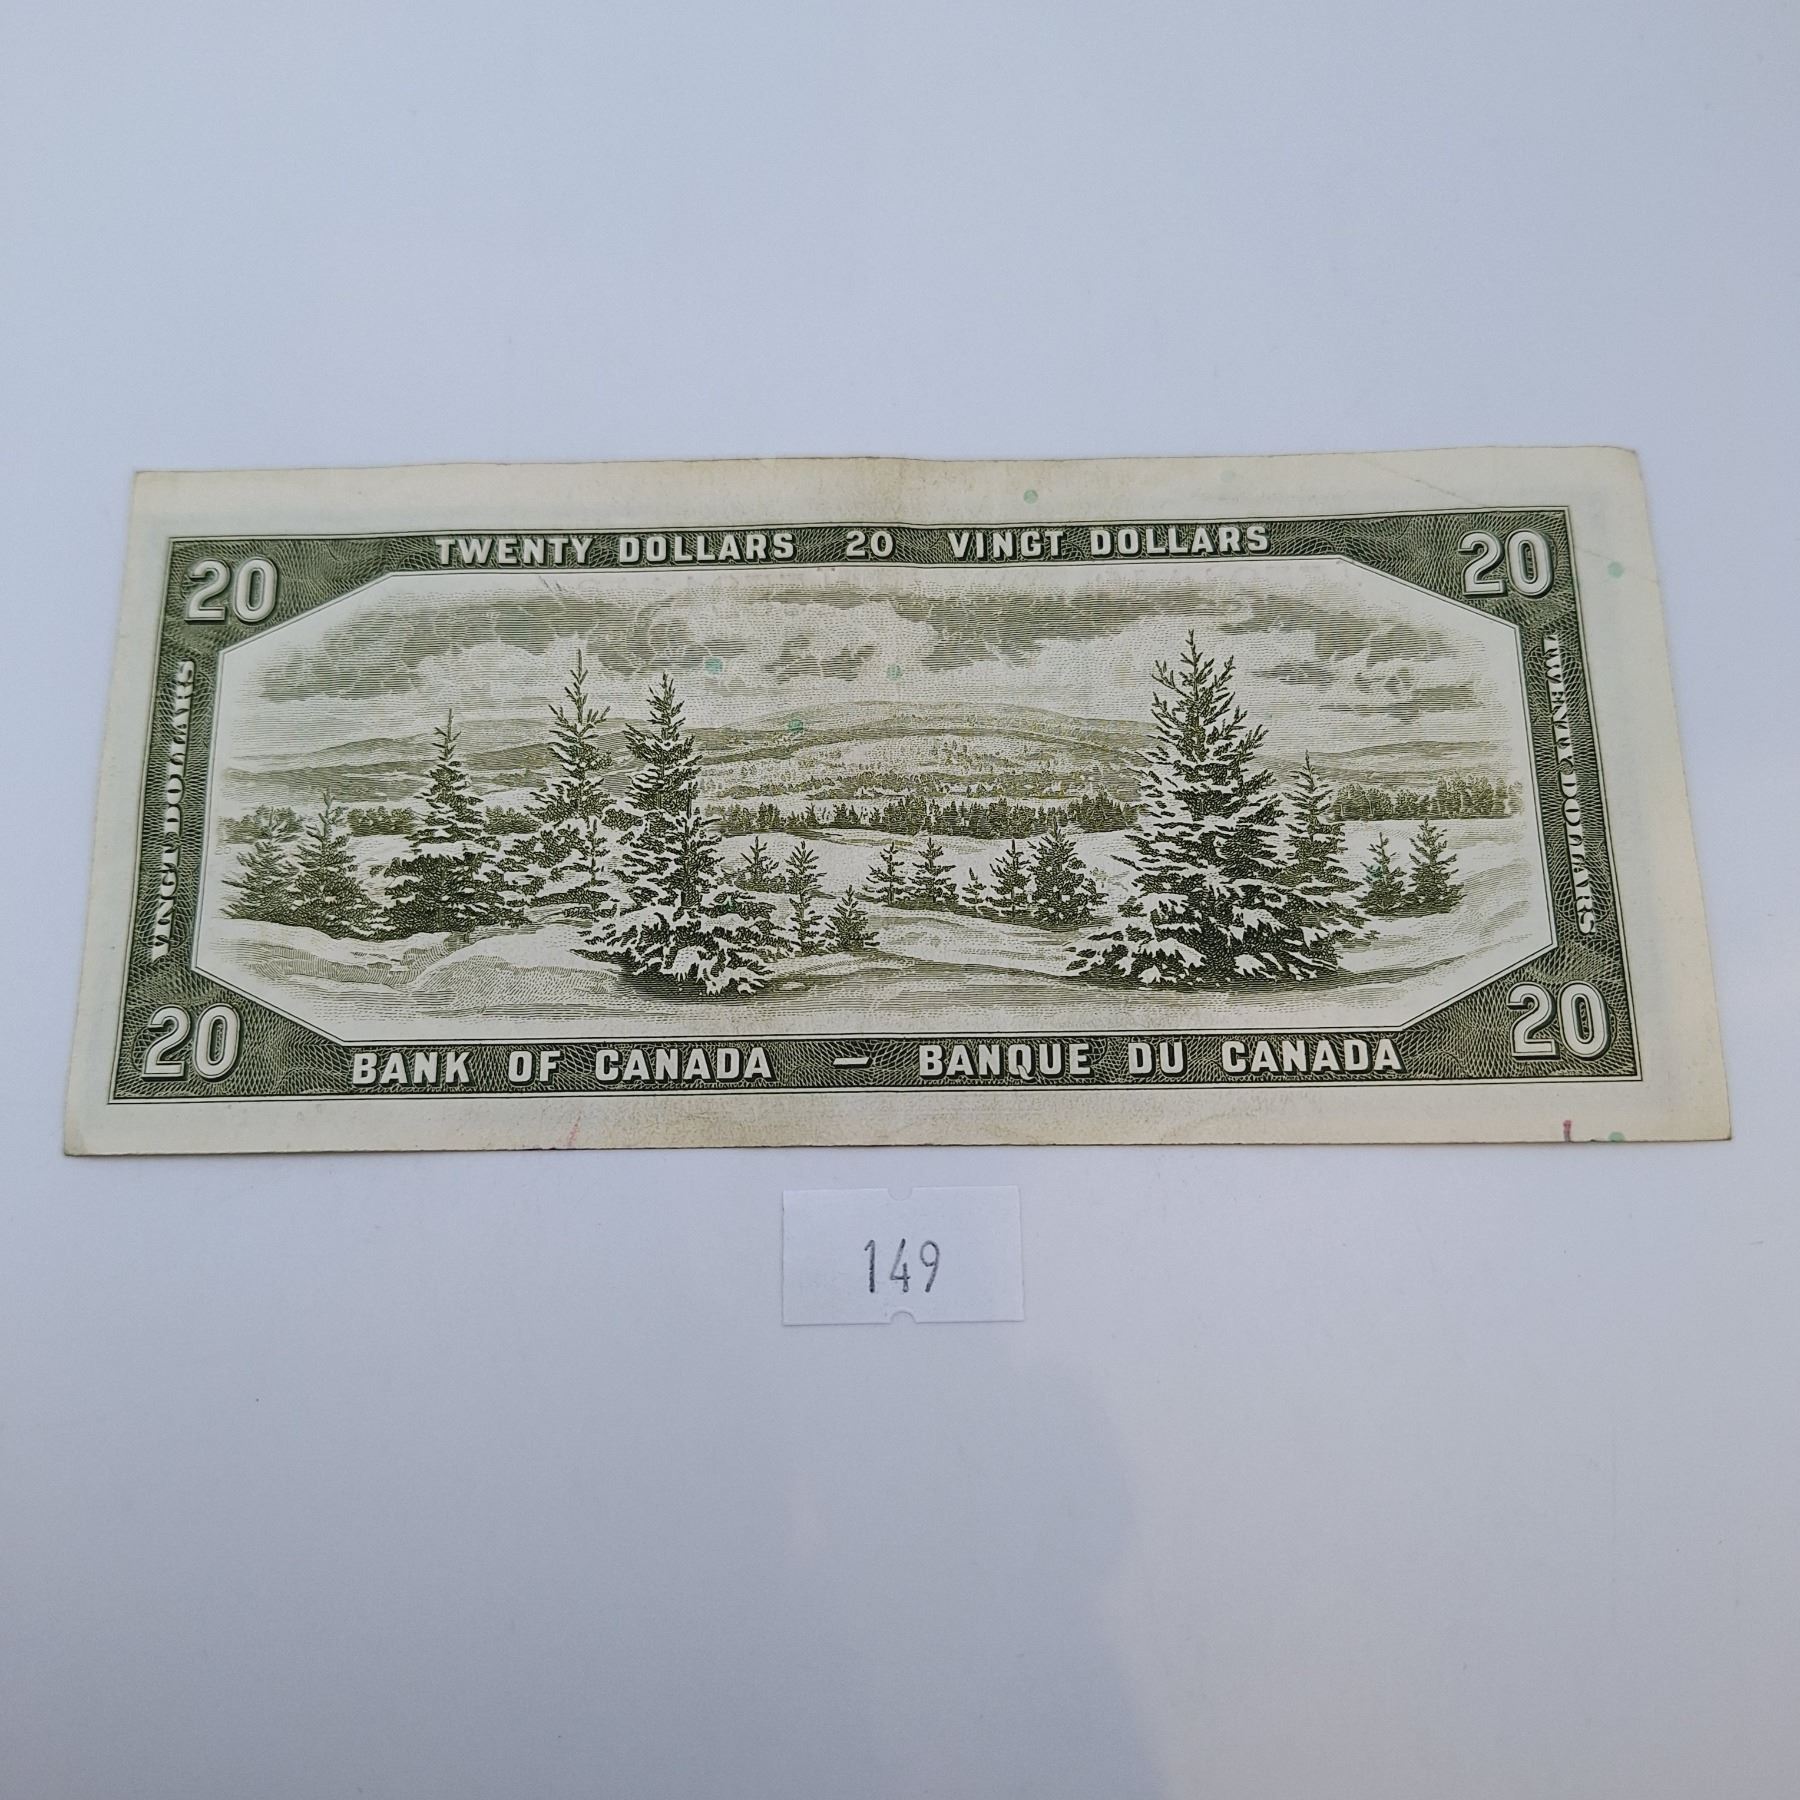 TWENTY DOLLARS 20 VINGT DOLLARS
20
20
VINGT DOLLARS
TWENTY DOLLARS
20
20
BANK OF CANADA — BANQUE DU CANADA
149